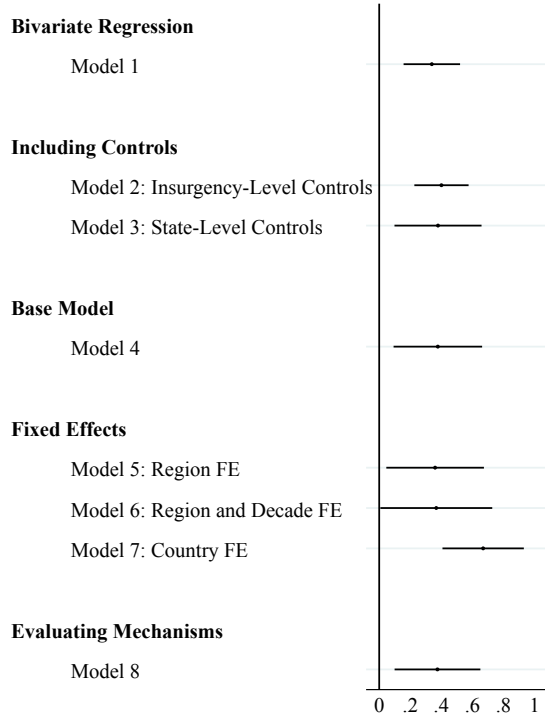 Bivariate Regression
Model 1
Including Controls
Model 2: Insurgency-Level Controls
Model 3: State-Level Controls
Base Model
Model 4
Fixed Effects
Model 5: Region FE
Model 6: Region and Decade FE
Model 7: Country FE
Evaluating Mechanisms
Model 8
0 .2 .4 .6 .8 1